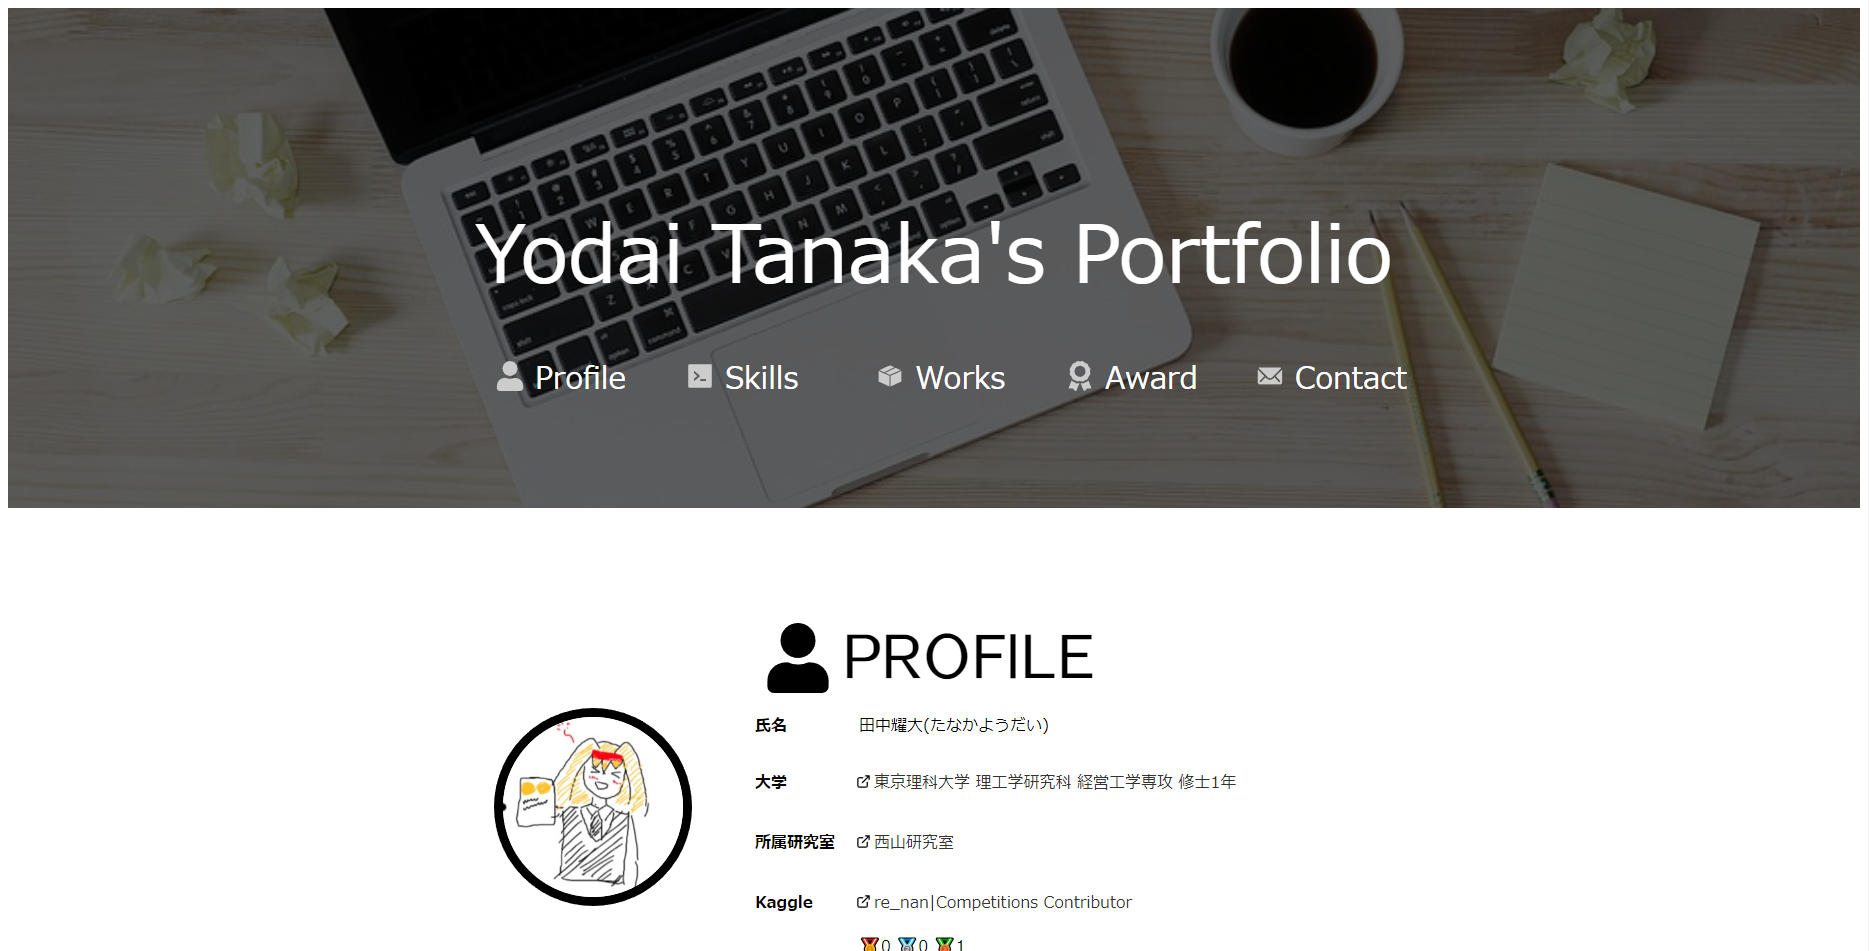 Yodai Tanaka's Portfolio
Profile Skills Works Award Contact
PROFILE
氏名 田中耀大(たなかようだい)
大学 東京理科大学 理工学研究科 経営工学専攻 修士1年
所属研究室 西山研究室
Kaggle re_nan|Competitions Contributor
0 0 1